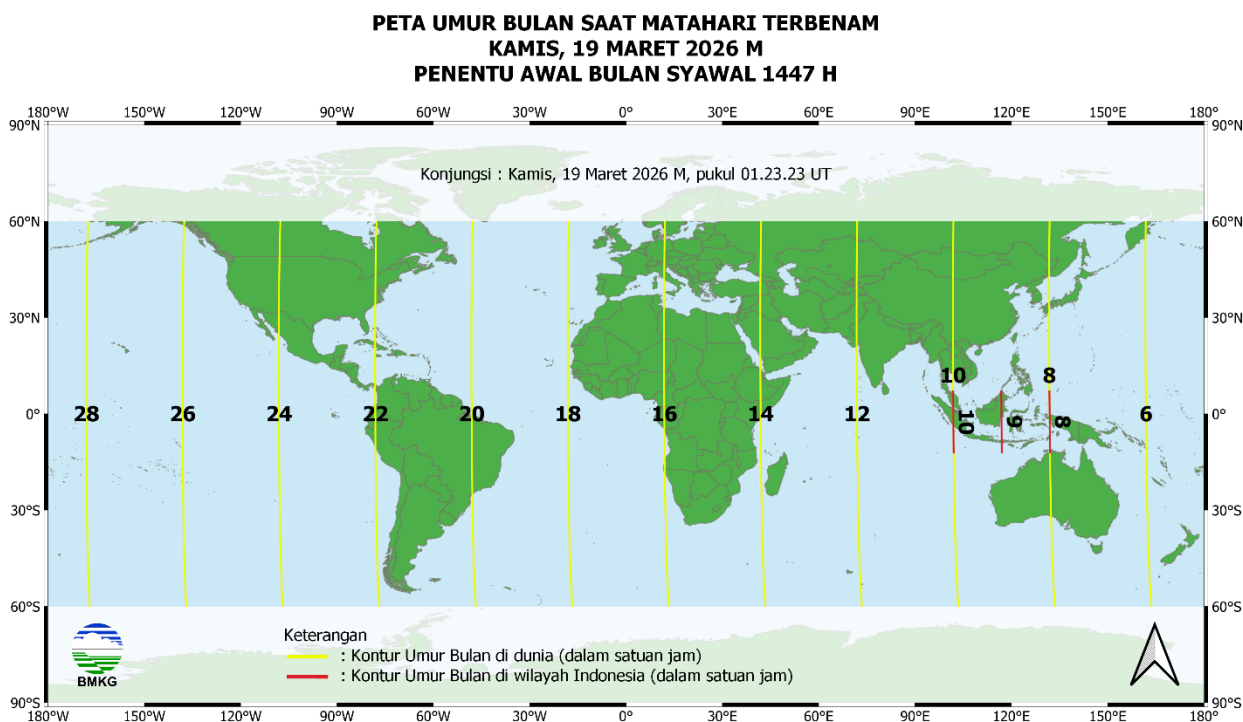 PETA UMUR BULAN SAAT MATAHARI TERBENAM
KAMIS, 19 MARET 2026 M
PENENTU AWAL BULAN SYAWAL 1447 H
180°W 150°W 120°W 90°W 60°W 30°W 0° 30°E 60°E 90°E 120°E 150°E 180°
90°N 90°N
Konjungsi : Kamis, 19 Maret 2026 M, pukul 01.23.23 UT
60°N 60°N
30°N 30°N
10 8
0° 28 26 24 22 20 18 16 14 12 10 9 8 6 0°
30°S 30°S
60°S 60°S
Keterangan
: Kontur Umur Bulan di dunia (dalam satuan jam)
: Kontur Umur Bulan di wilayah Indonesia (dalam satuan jam)
BMKG
90°S 90°S
180°W 150°W 120°W 90°W 60°W 30°W 0° 30°E 60°E 90°E 120°E 150°E 180°